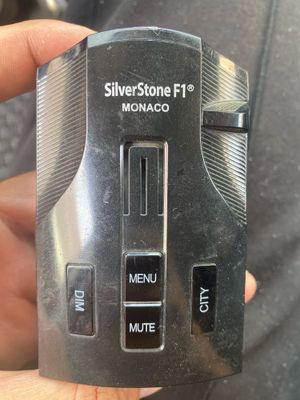 SilverStone F1®
MONACO
MENU
DIM
CITY
MUTE